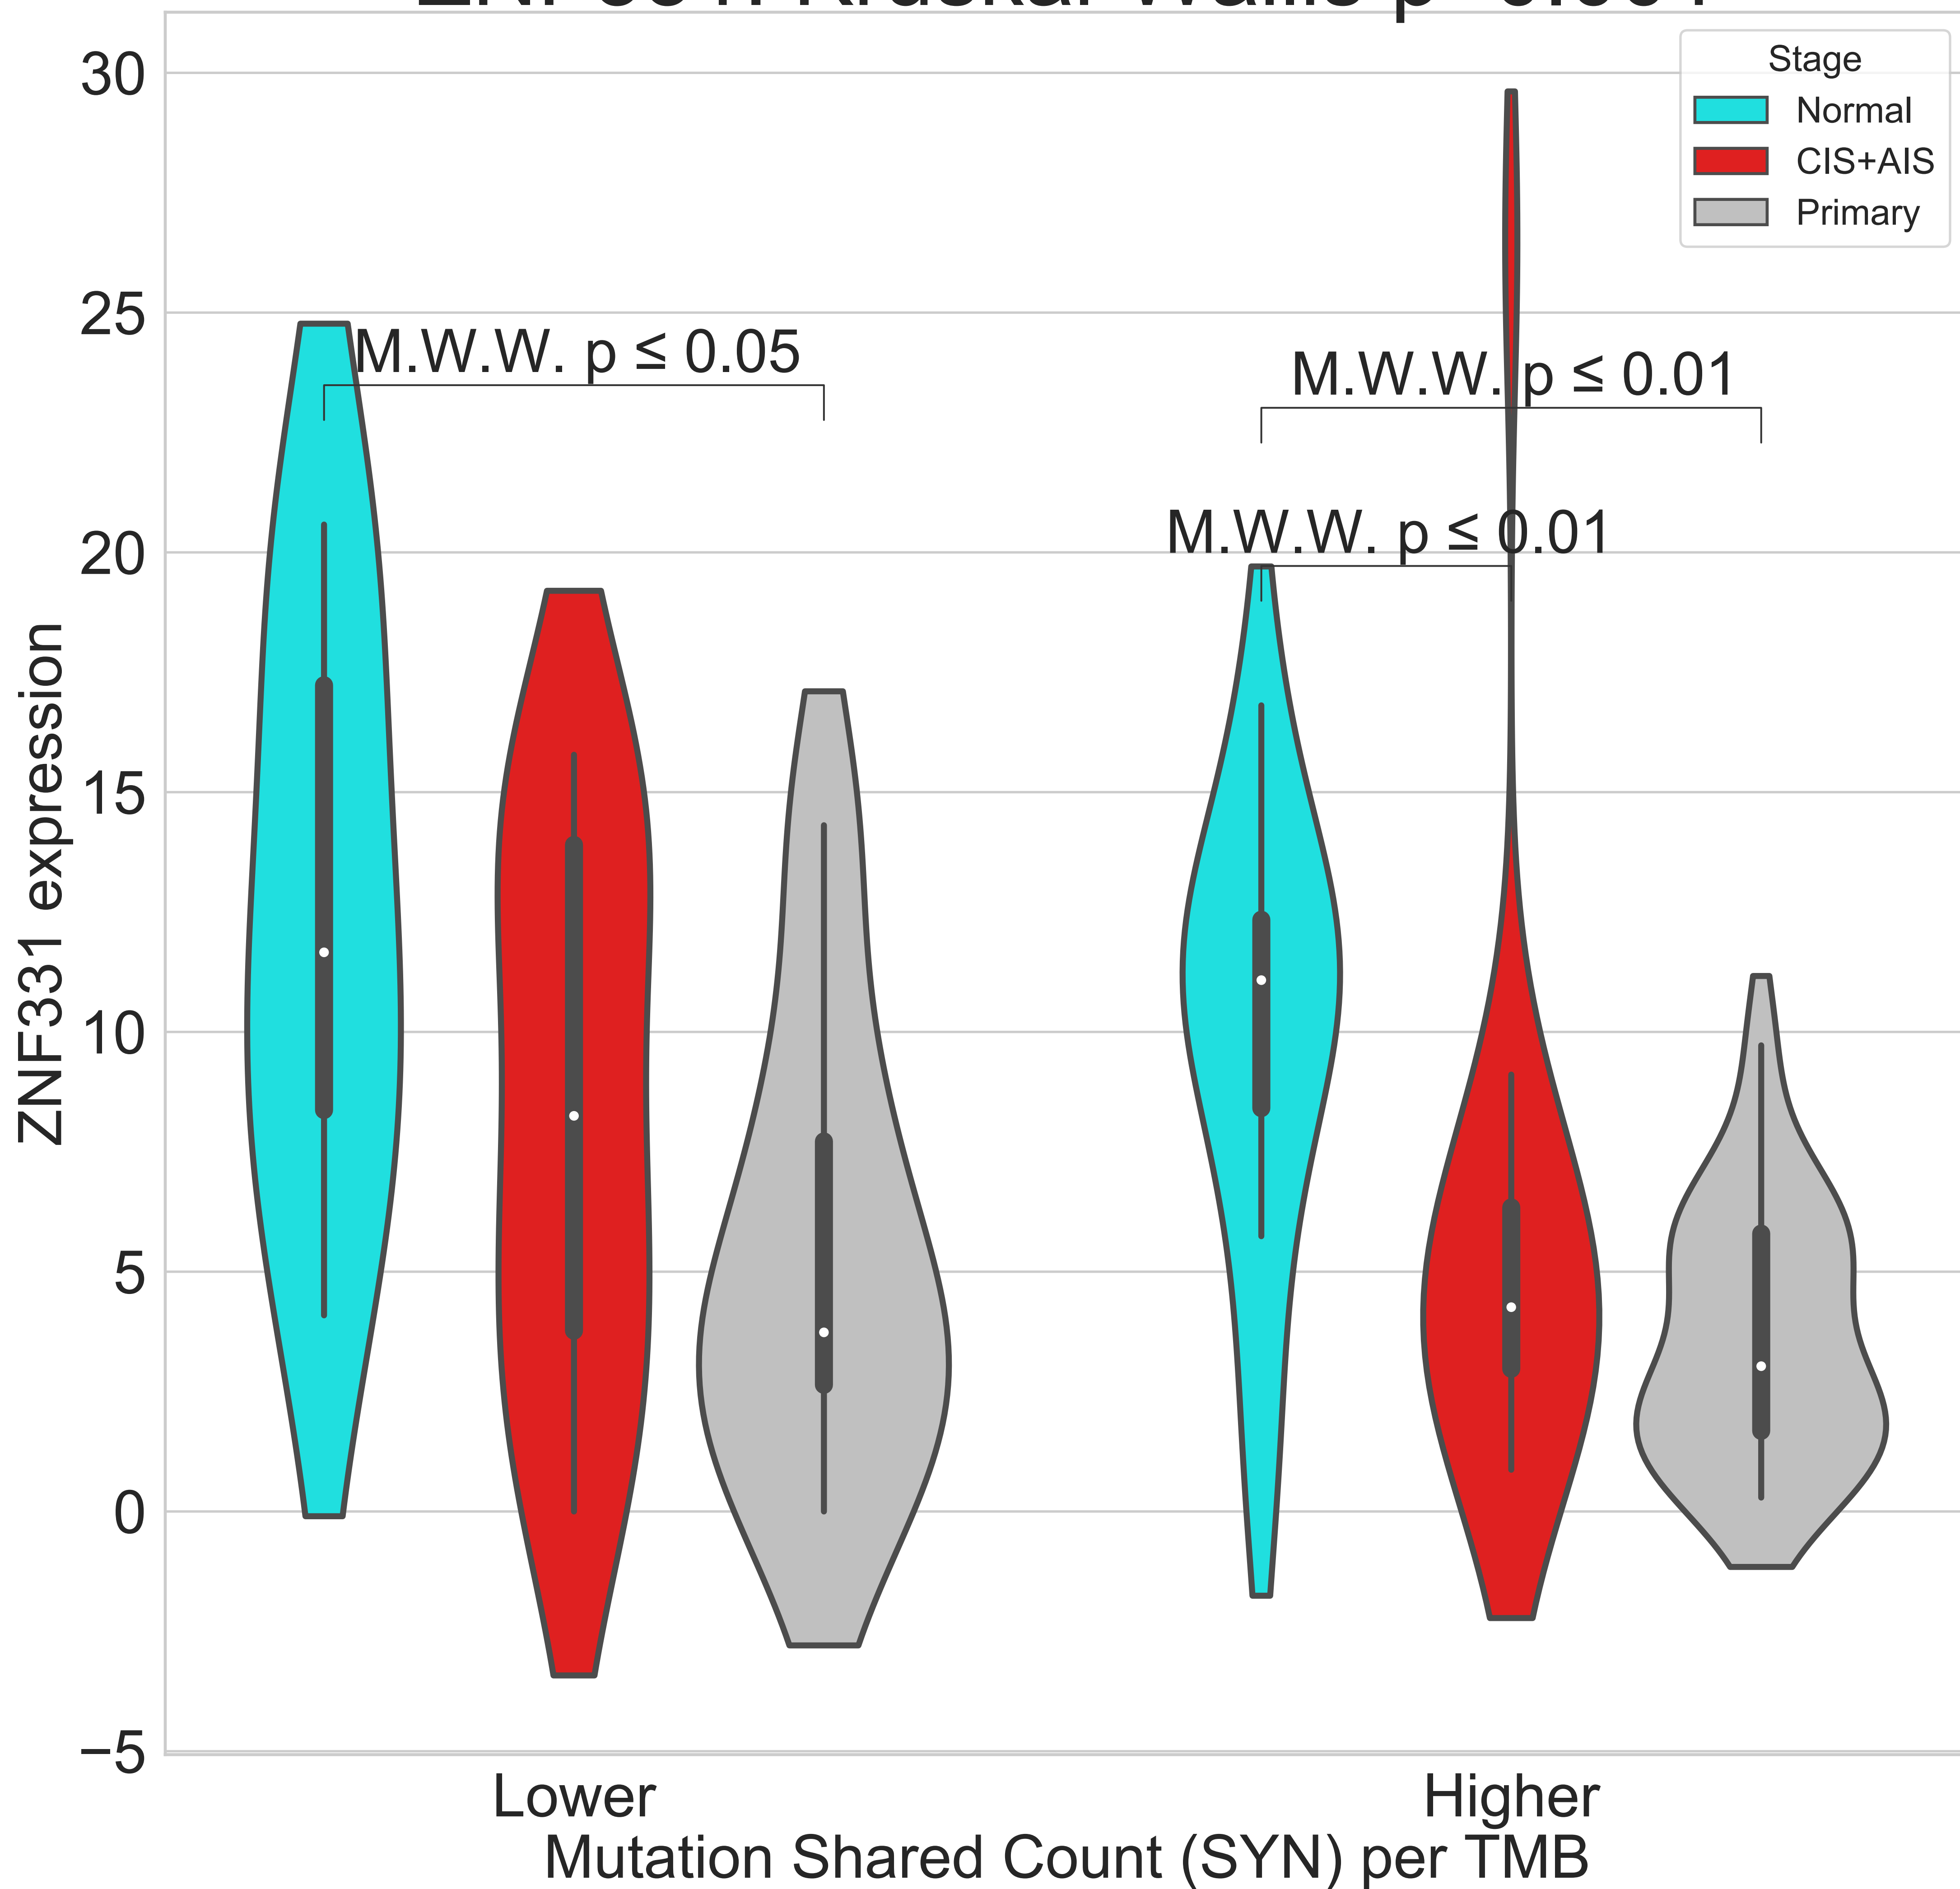 30
25
20
15
10
5
0
−5
ZNF331 expression
Stage
Normal
CIS+AIS
Primary
M.W.W. p ≤ 0.05
M.W.W. p ≤ 0.01
M.W.W. p ≤ 0.01
Lower
Higher
Mutation Shared Count (SYN) per TMB